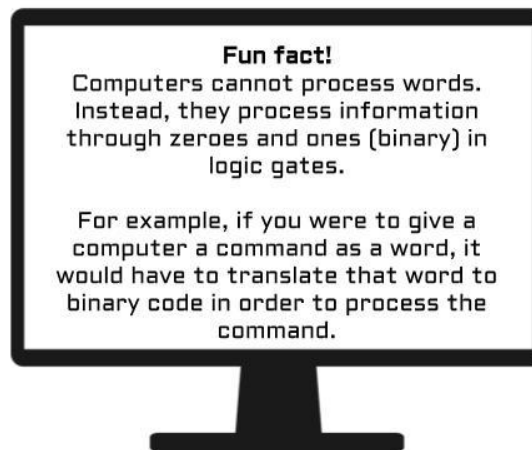 Fun fact!
Computers cannot process words.
Instead, they process information
through zeroes and ones (binary) in
logic gates.
For example, if you were to give a
computer a command as a word, it
would have to translate that word to
binary code in order to process the
command.